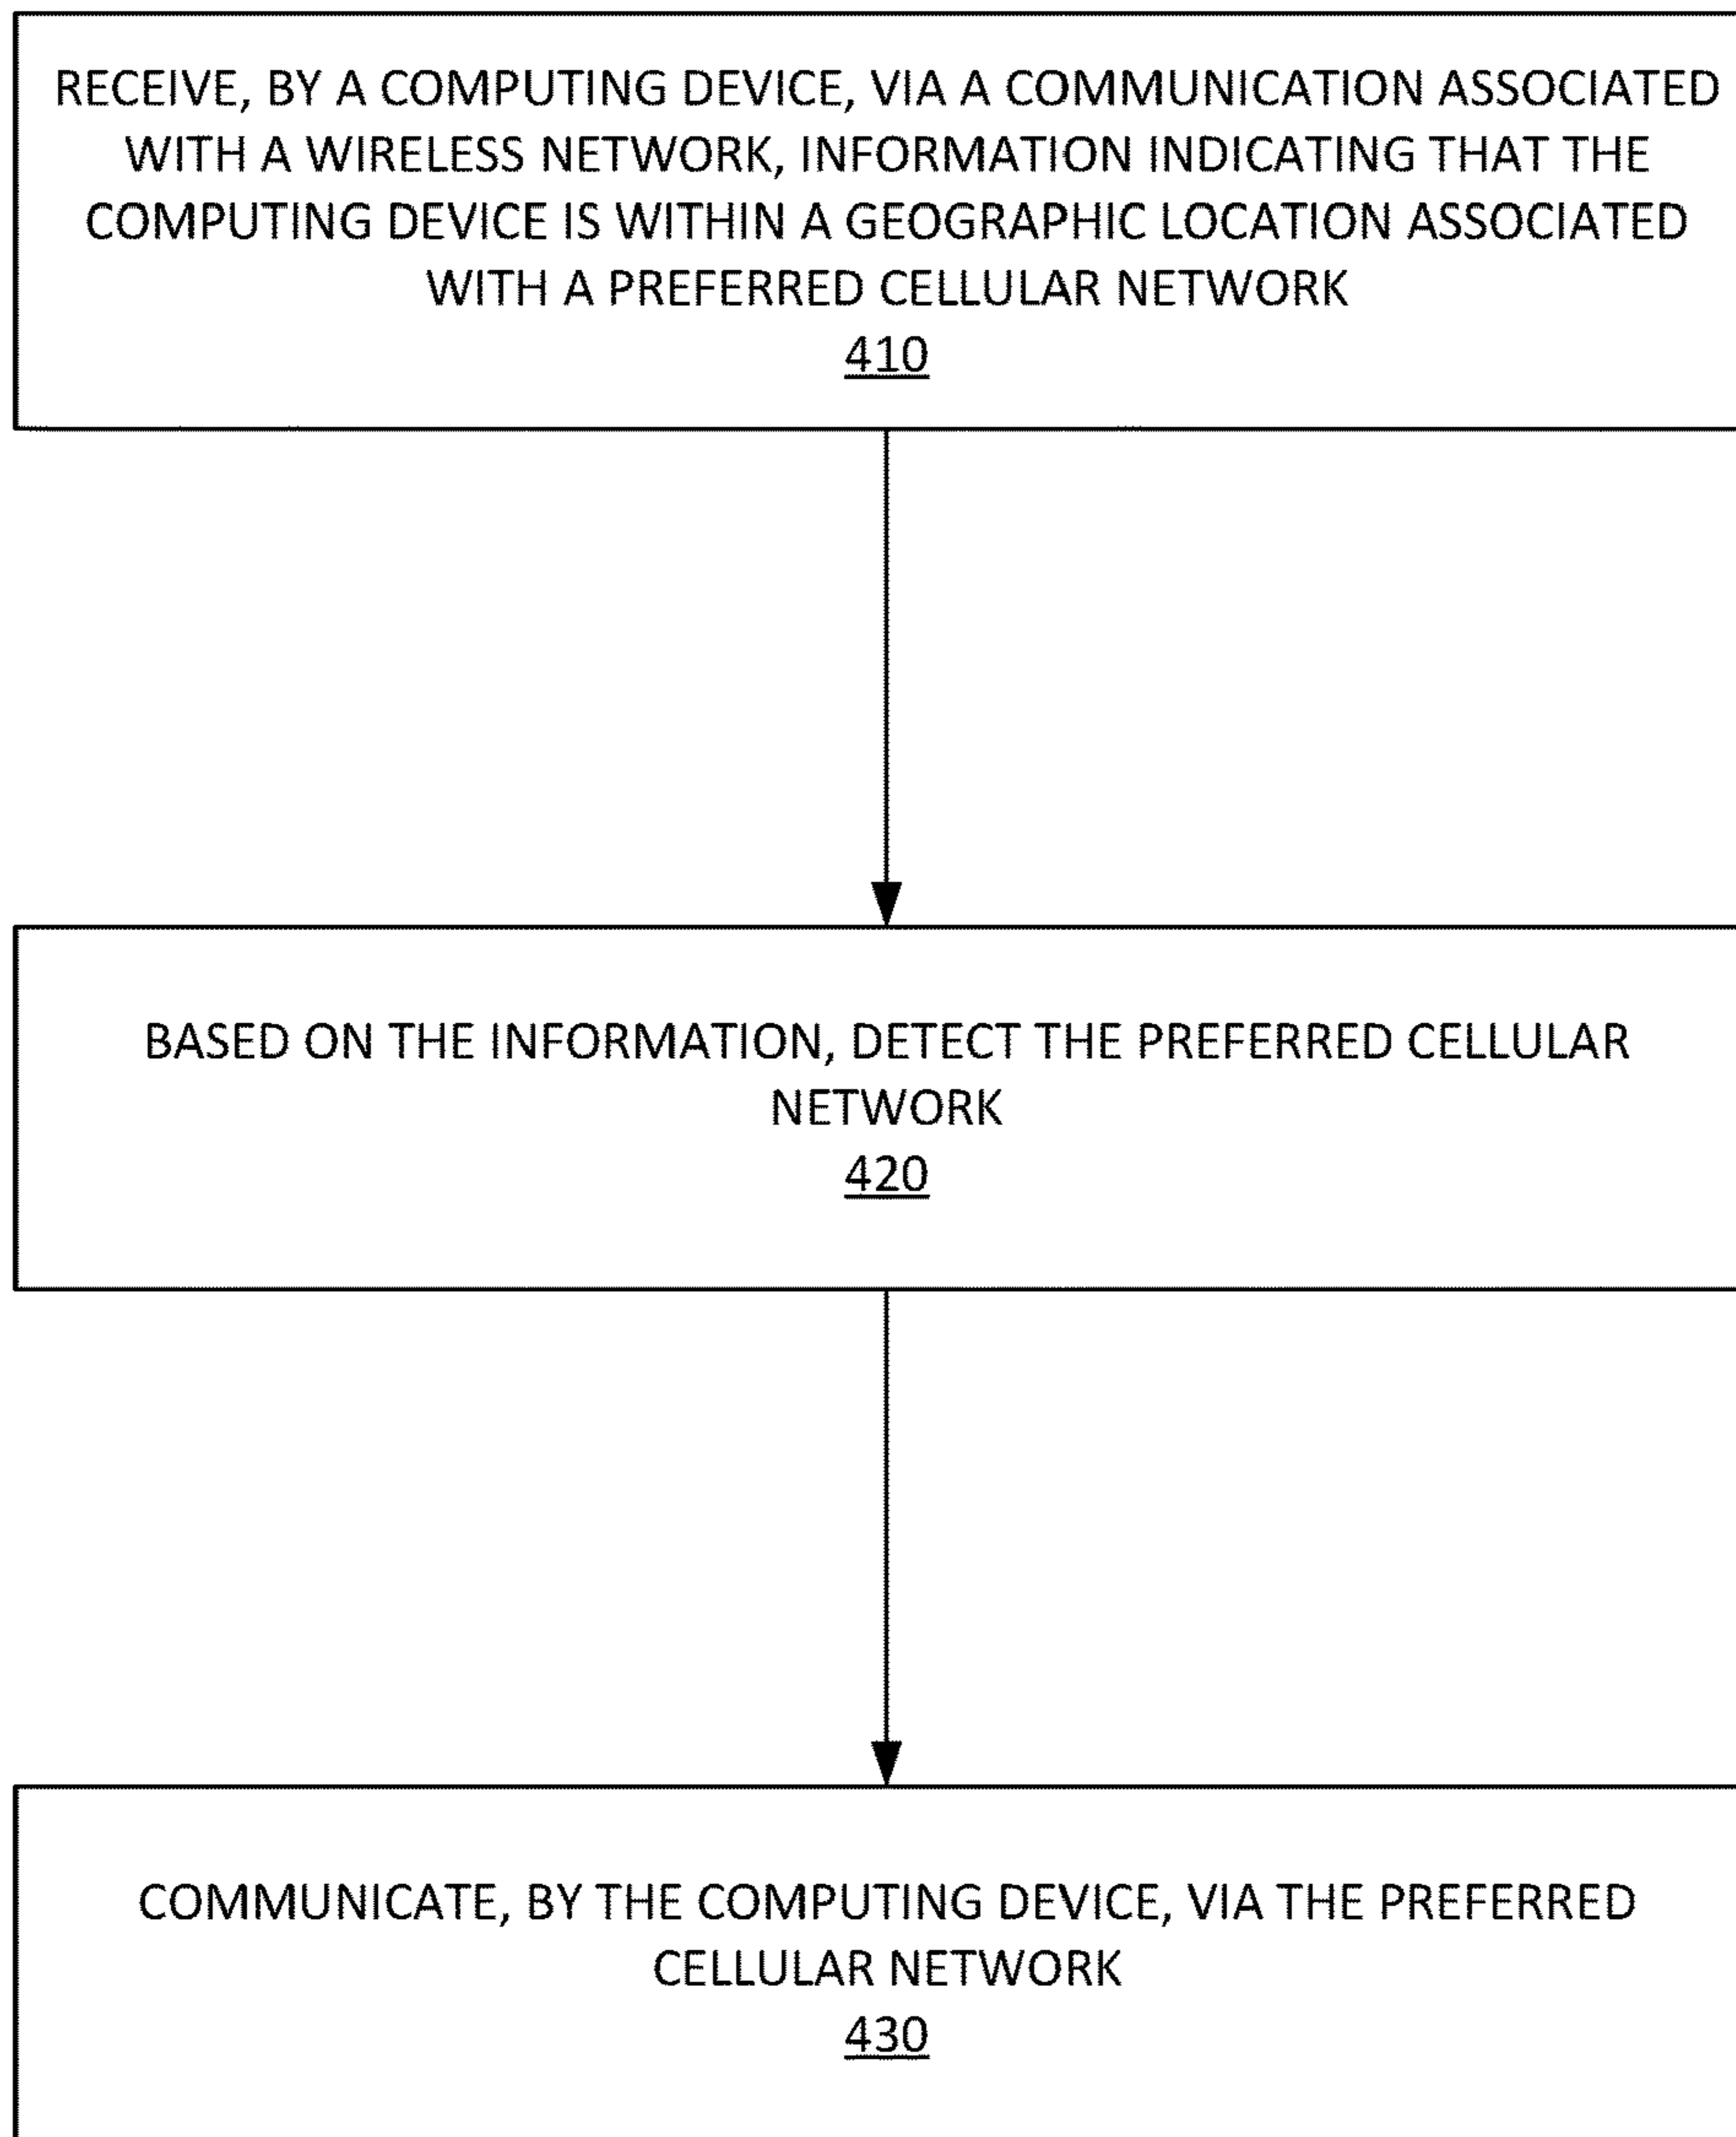 RECEIVE, BY A COMPUTING DEVICE, VIA A COMMUNICATION ASSOCIATED
WITH A WIRELESS NETWORK, INFORMATION INDICATING THAT THE
COMPUTING DEVICE IS WITHIN A GEOGRAPHIC LOCATION ASSOCIATED
WITH A PREFERRED CELLULAR NETWORK
410
BASED ON THE INFORMATION, DETECT THE PREFERRED CELLULAR
NETWORK
420
COMMUNICATE, BY THE COMPUTING DEVICE, VIA THE PREFERRED
CELLULAR NETWORK
430